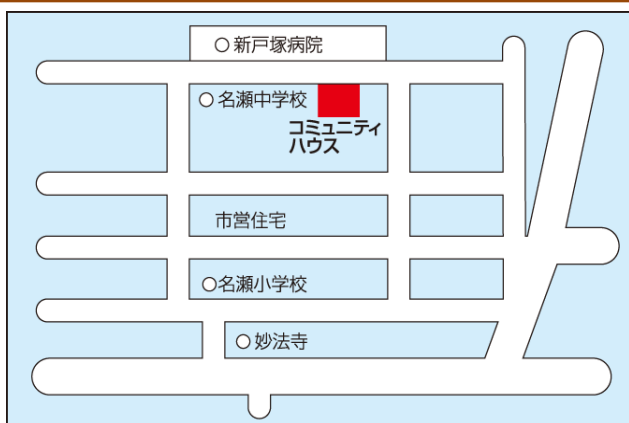 新戸塚病院
名瀬中学校
コミュニティ
ハウス
市営住宅
名瀬小学校
妙法寺